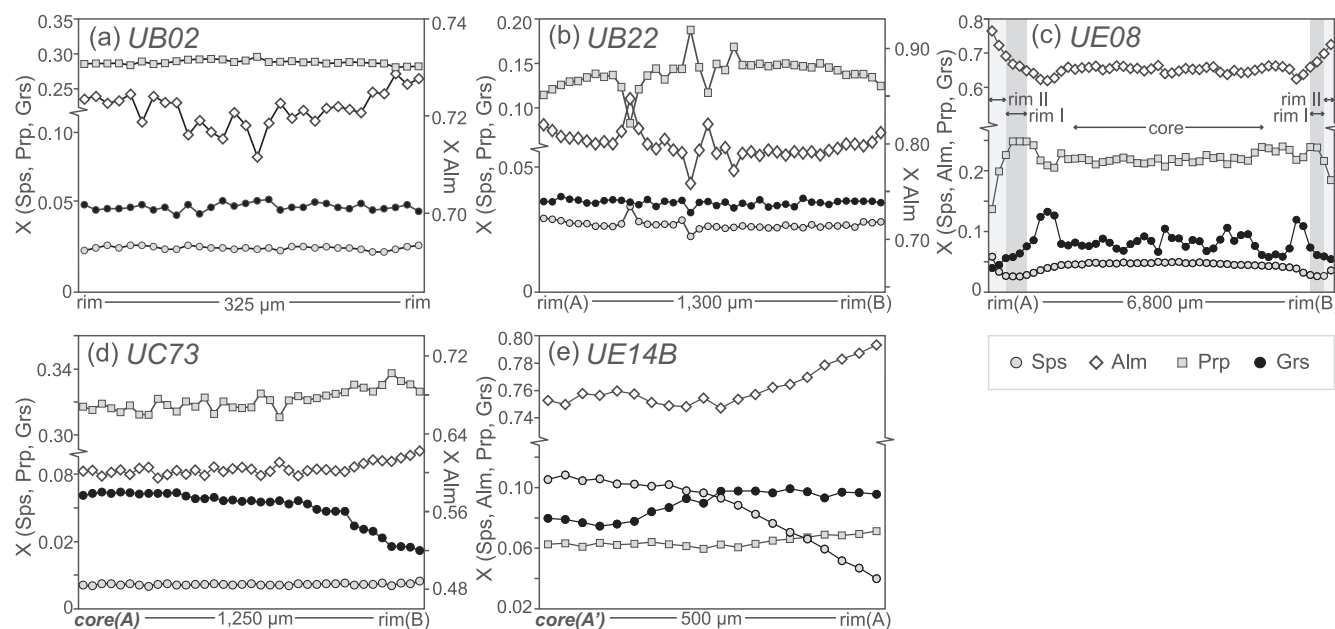 (a) UB02
0.35
0.30
0.25
0.10
0.05
0
X (Sps, Prp, Grs)
0.74
0.72
0.70
X Alm
rim 325 µm rim
(b) UB22
0.20
0.15
0.10
0.05
0
X (Sps, Prp, Grs)
0.90
0.80
0.70
X Alm
rim(A) 1,300 µm rim(B)
(c) UE08
0.8
0.7
0.6
0.2
0.1
0
X (Sps, Alm, Prp, Grs)
rim II rim II
rim I rim I
core
rim(A) 6,800 µm rim(B)
Sps Alm Prp Grs
(d) UC73
0.34
0.30
0.08
0.02
0
X (Sps, Prp, Grs)
0.72
0.64
0.56
0.48
X Alm
core(A) 1,250 µm rim(B)
(e) UE14B
0.80
0.78
0.76
0.74
0.10
0.06
0.02
X (Sps, Alm, Prp, Grs)
core(A') 500 µm rim(A)